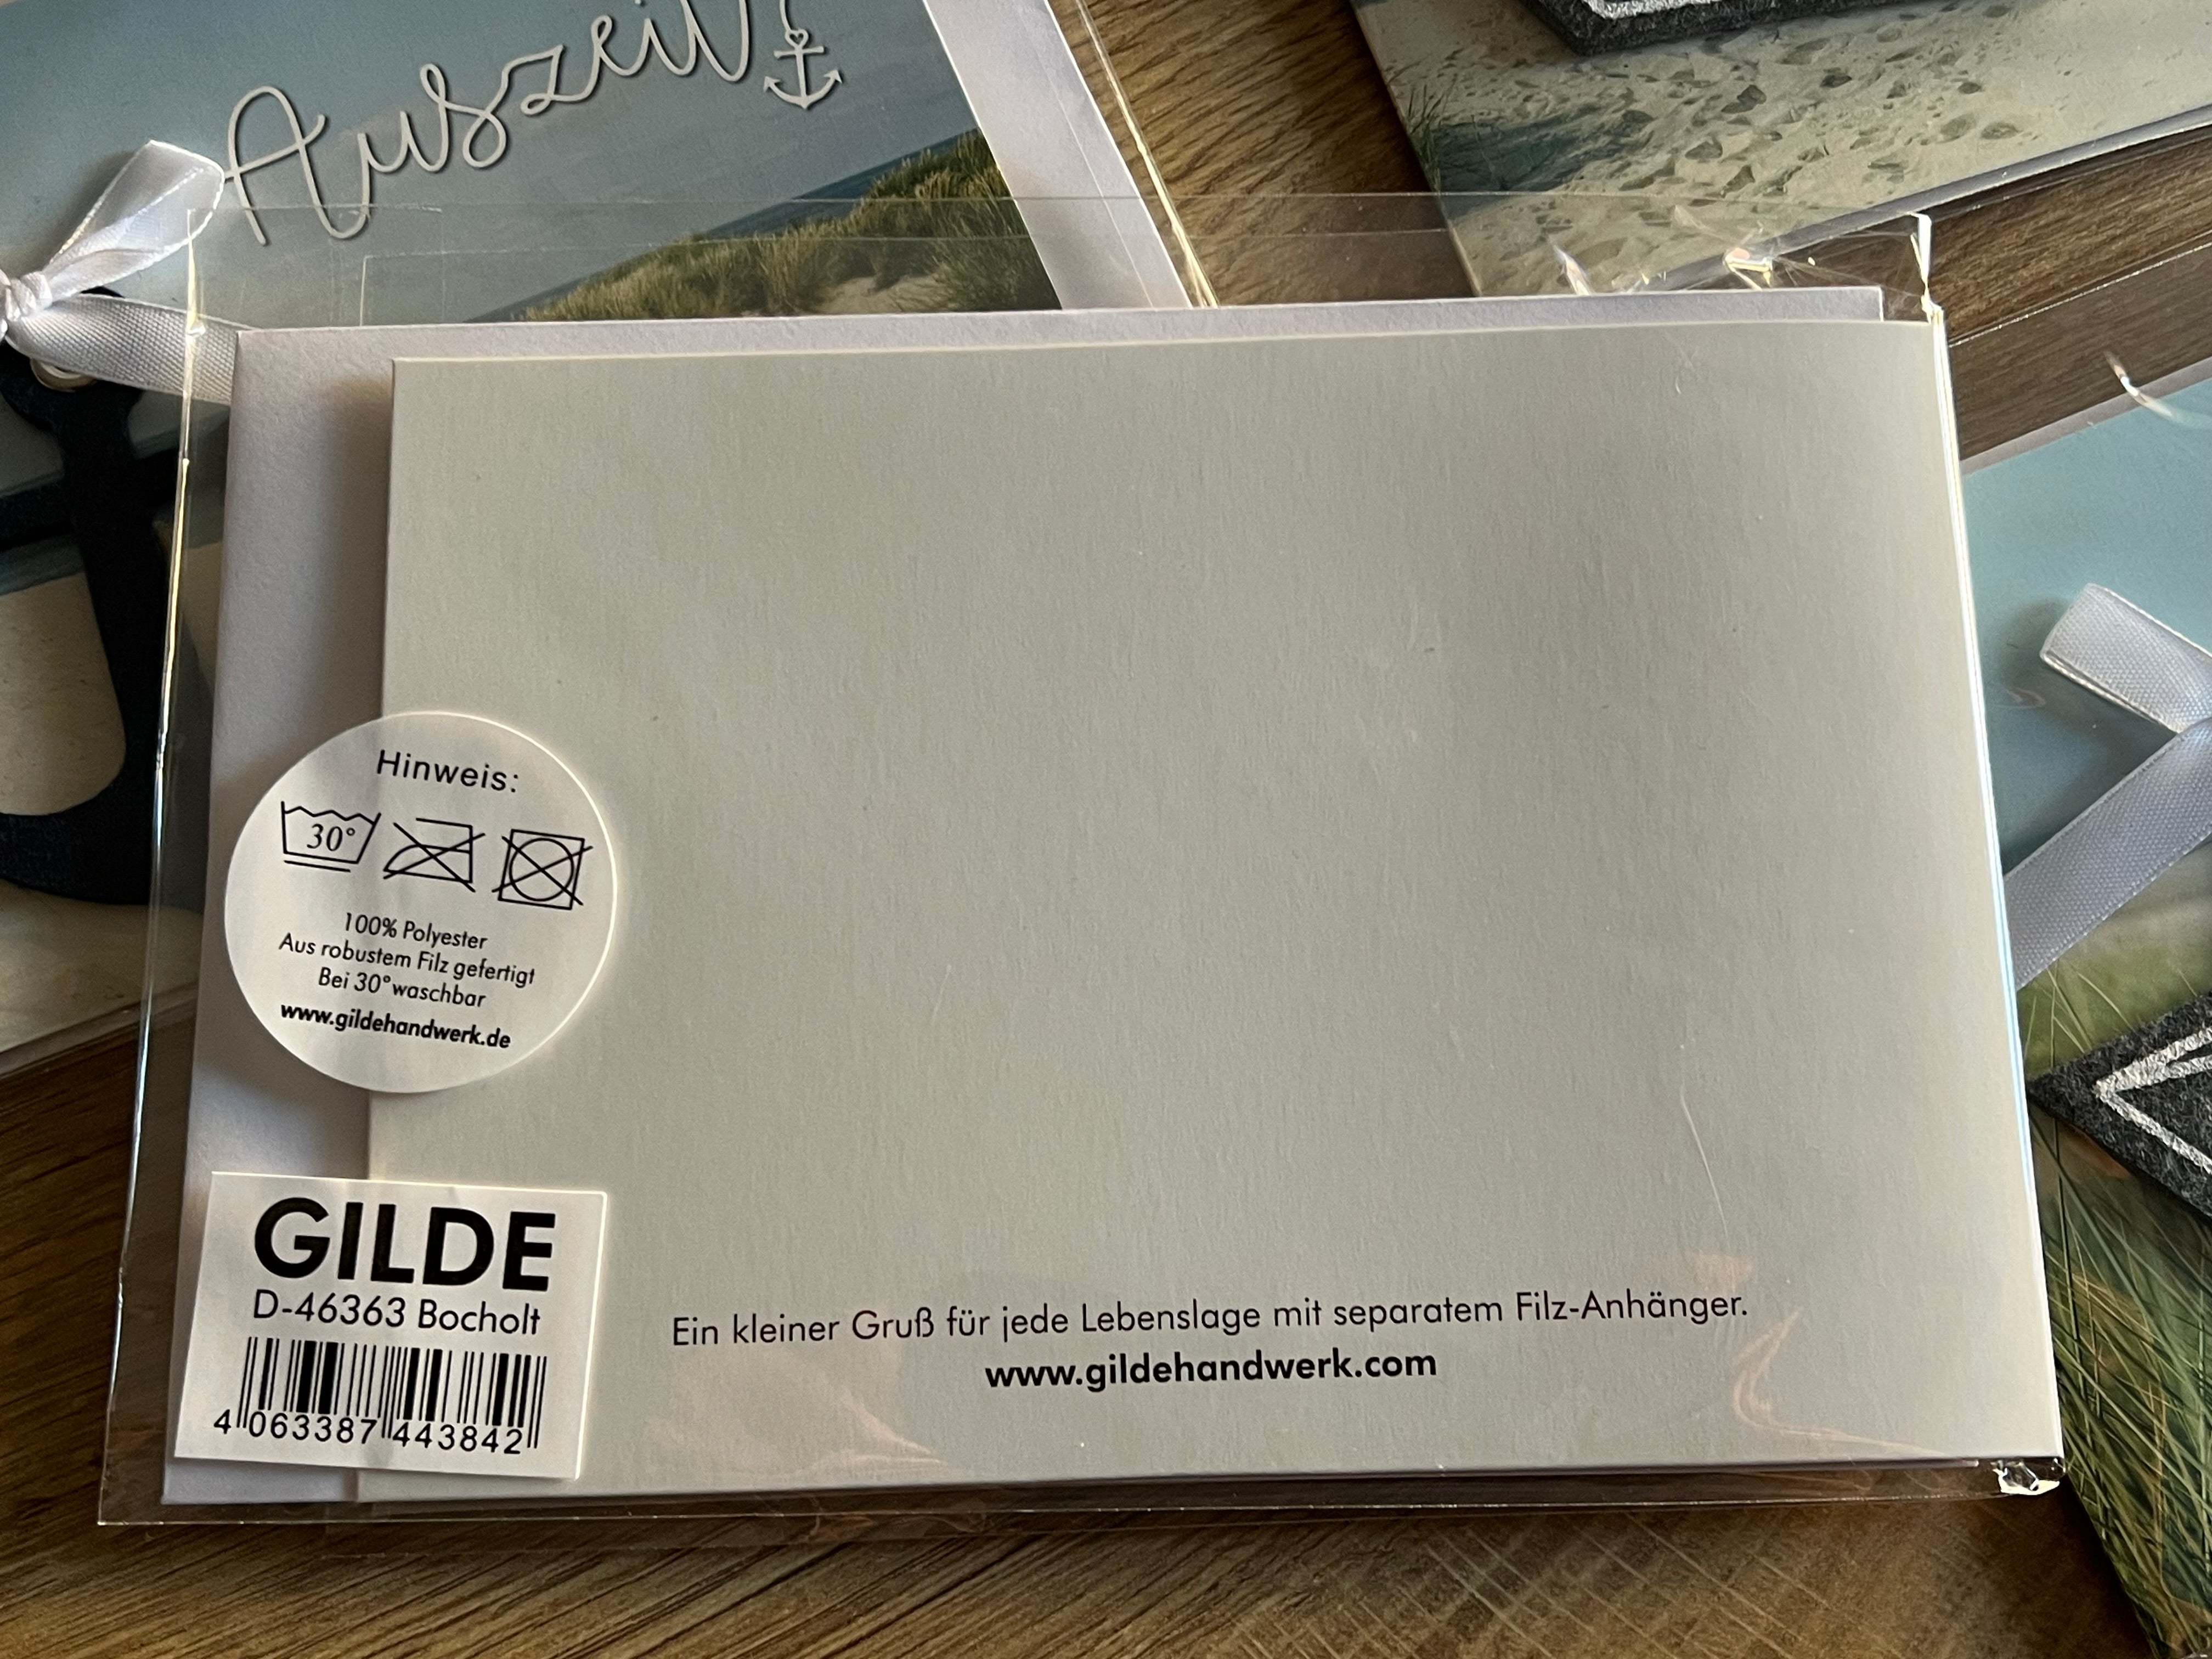 Auszeit
Hinweis:
30°
100% Polyester
Aus robustem Filz gefertigt
Bei 30° waschbar
www.gildehandwerk.de
GILDE
D-46363 Bocholt
4 063387 443842
Ein kleiner Gruß für jede Lebenslage mit separatem Filz-Anhänger.
www.gildehandwerk.com